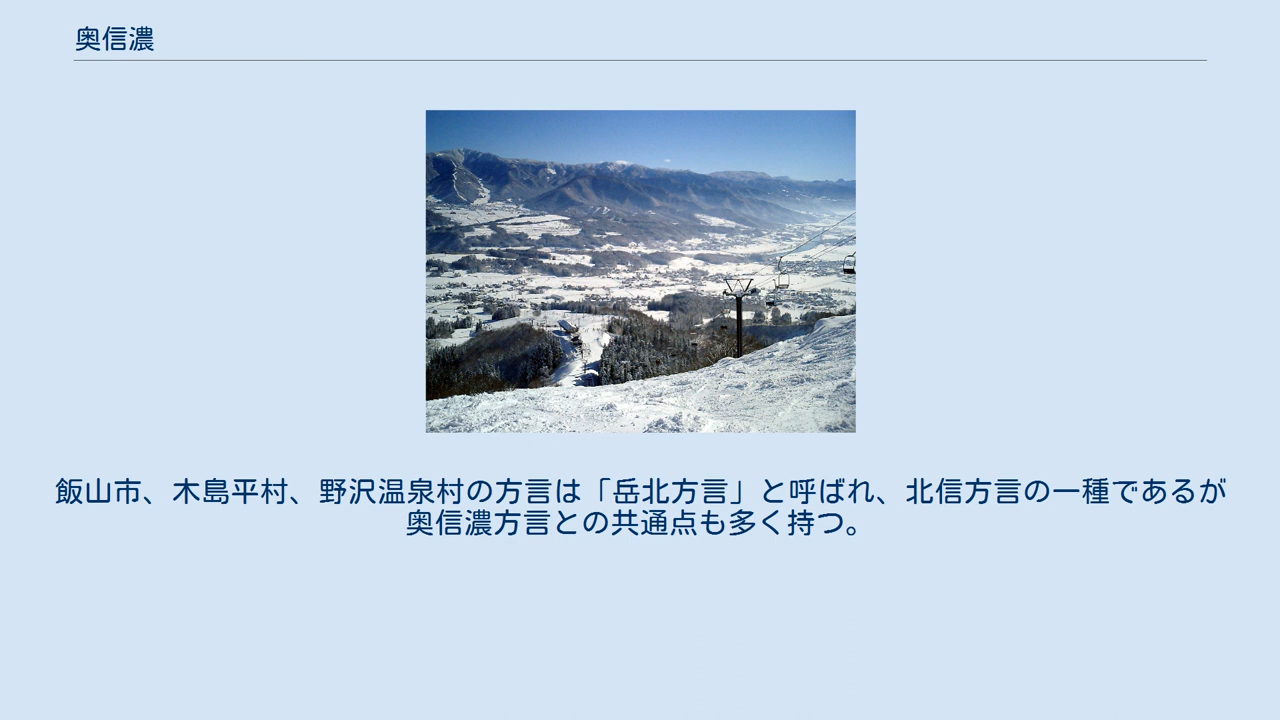 奥信濃
飯山市、木島平村、野沢温泉村の方言は「岳北方言」と呼ばれ、北信方言の一種であるが
奥信濃方言との共通点も多く持つ。